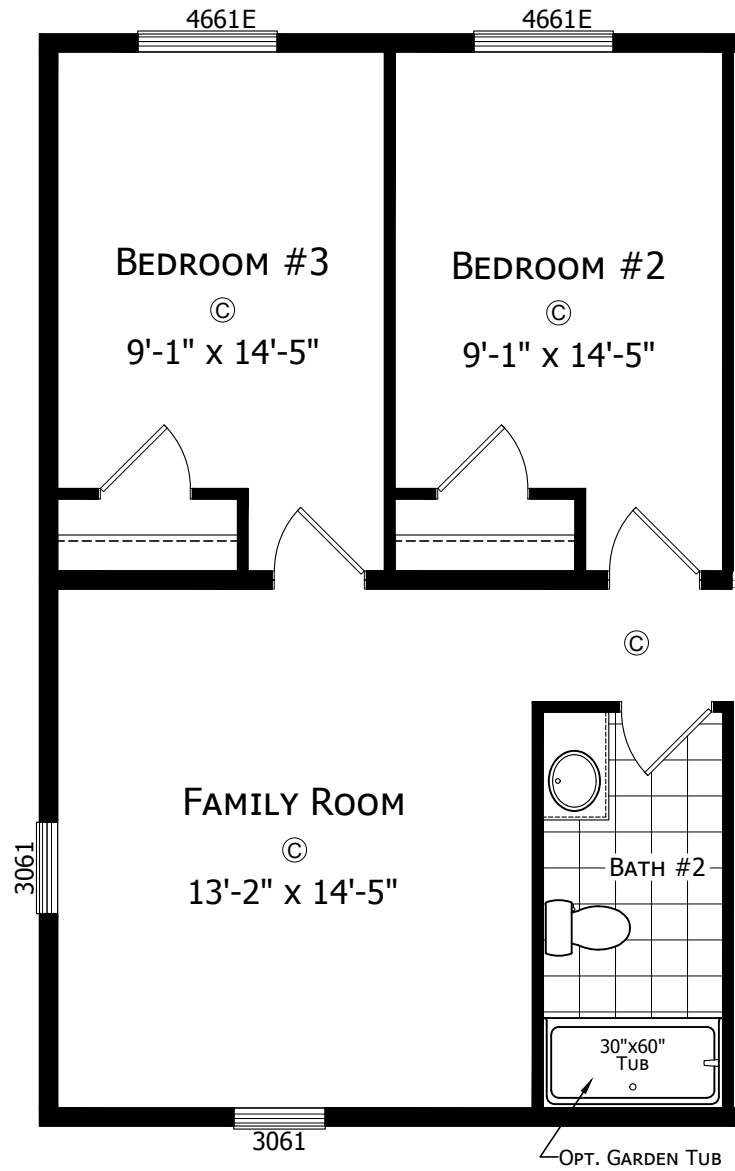 4661E
4661E
BEDROOM #3
C
9'-1" x 14'-5"
BEDROOM #2
C
9'-1" x 14'-5"
C
FAMILY ROOM
C
13'-2" x 14'-5"
3061
BATH #2
30"x60"
TUB
3061
OPT. GARDEN TUB